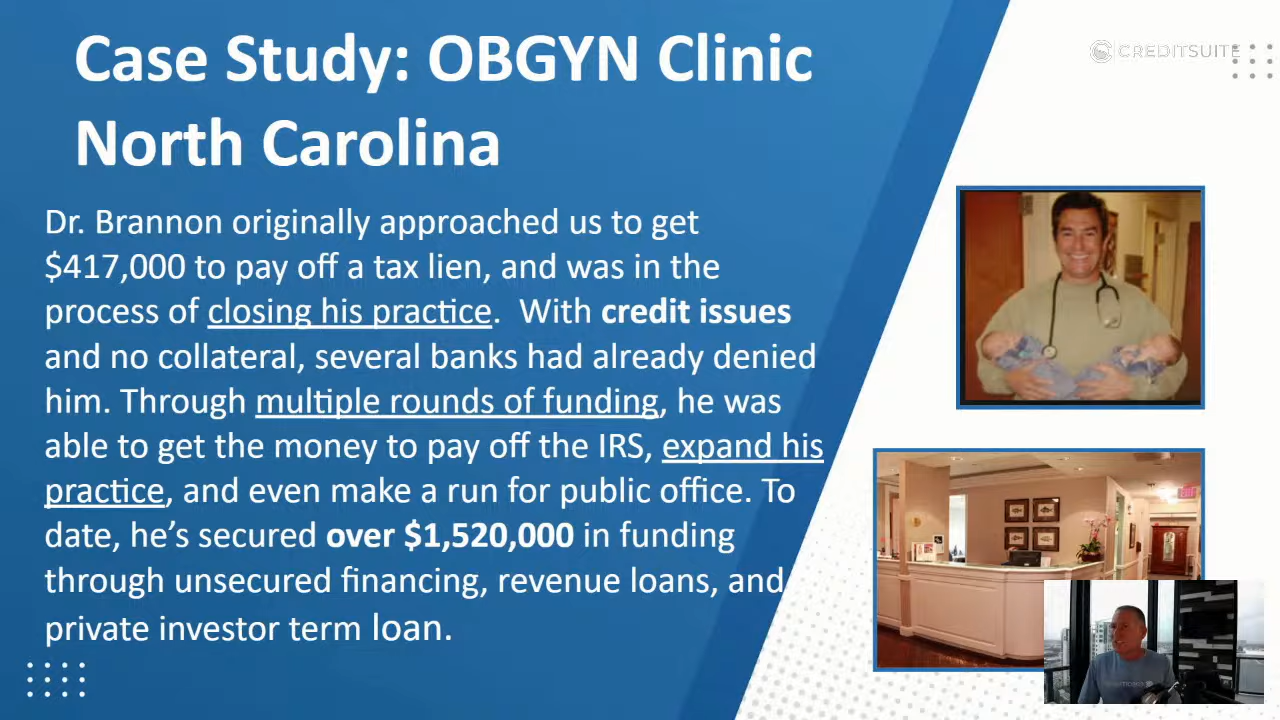 Case Study: OBGYN Clinic
North Carolina
CREDITSUITE
Dr. Brannon originally approached us to get
$417,000 to pay off a tax lien, and was in the
process of closing his practice.  With credit issues
and no collateral, several banks had already denied
him. Through multiple rounds of funding, he was
able to get the money to pay off the IRS, expand his
practice, and even make a run for public office. To
date, he’s secured over $1,520,000 in funding
through unsecured financing, revenue loans, and
private investor term loan.